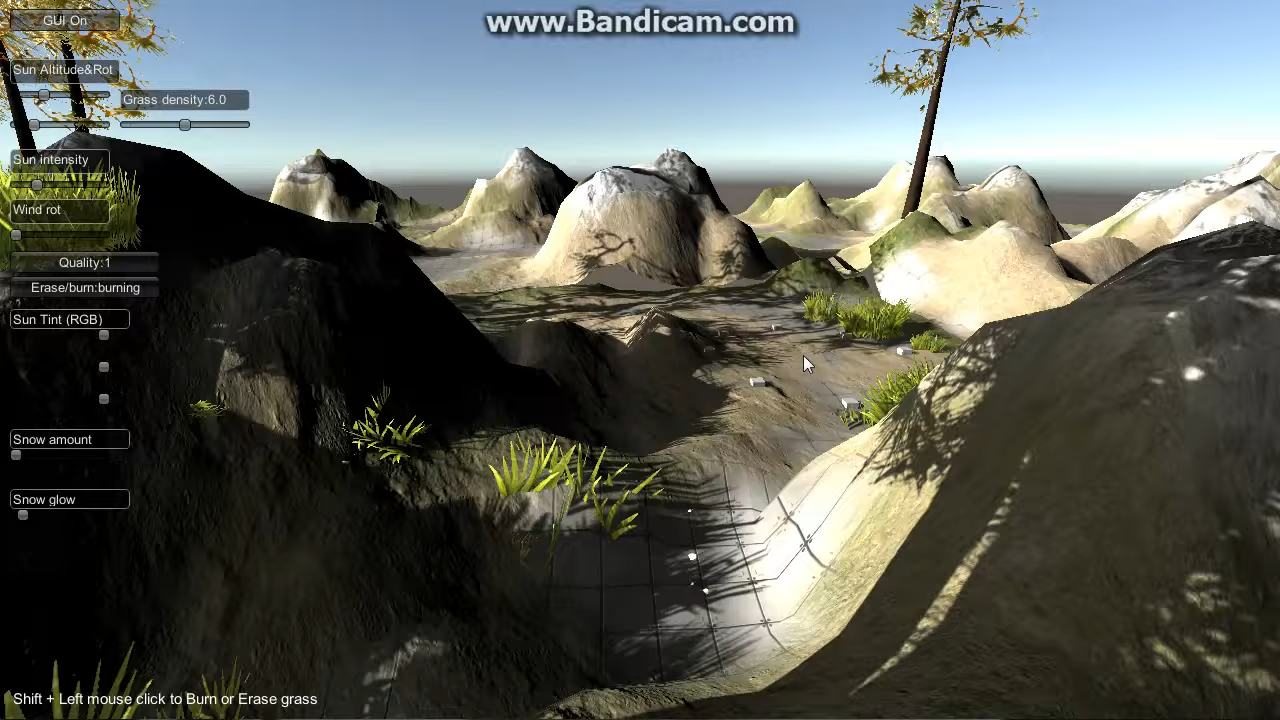 www.Bandicam.com
GUI On
Sun Altitude&Rot
Grass density:6.0
Sun intensity
Wind rot
Quality:1
Erase/burn:burning
Sun Tint (RGB)
Snow amount
Snow glow
Shift + Left mouse click to Burn or Erase grass